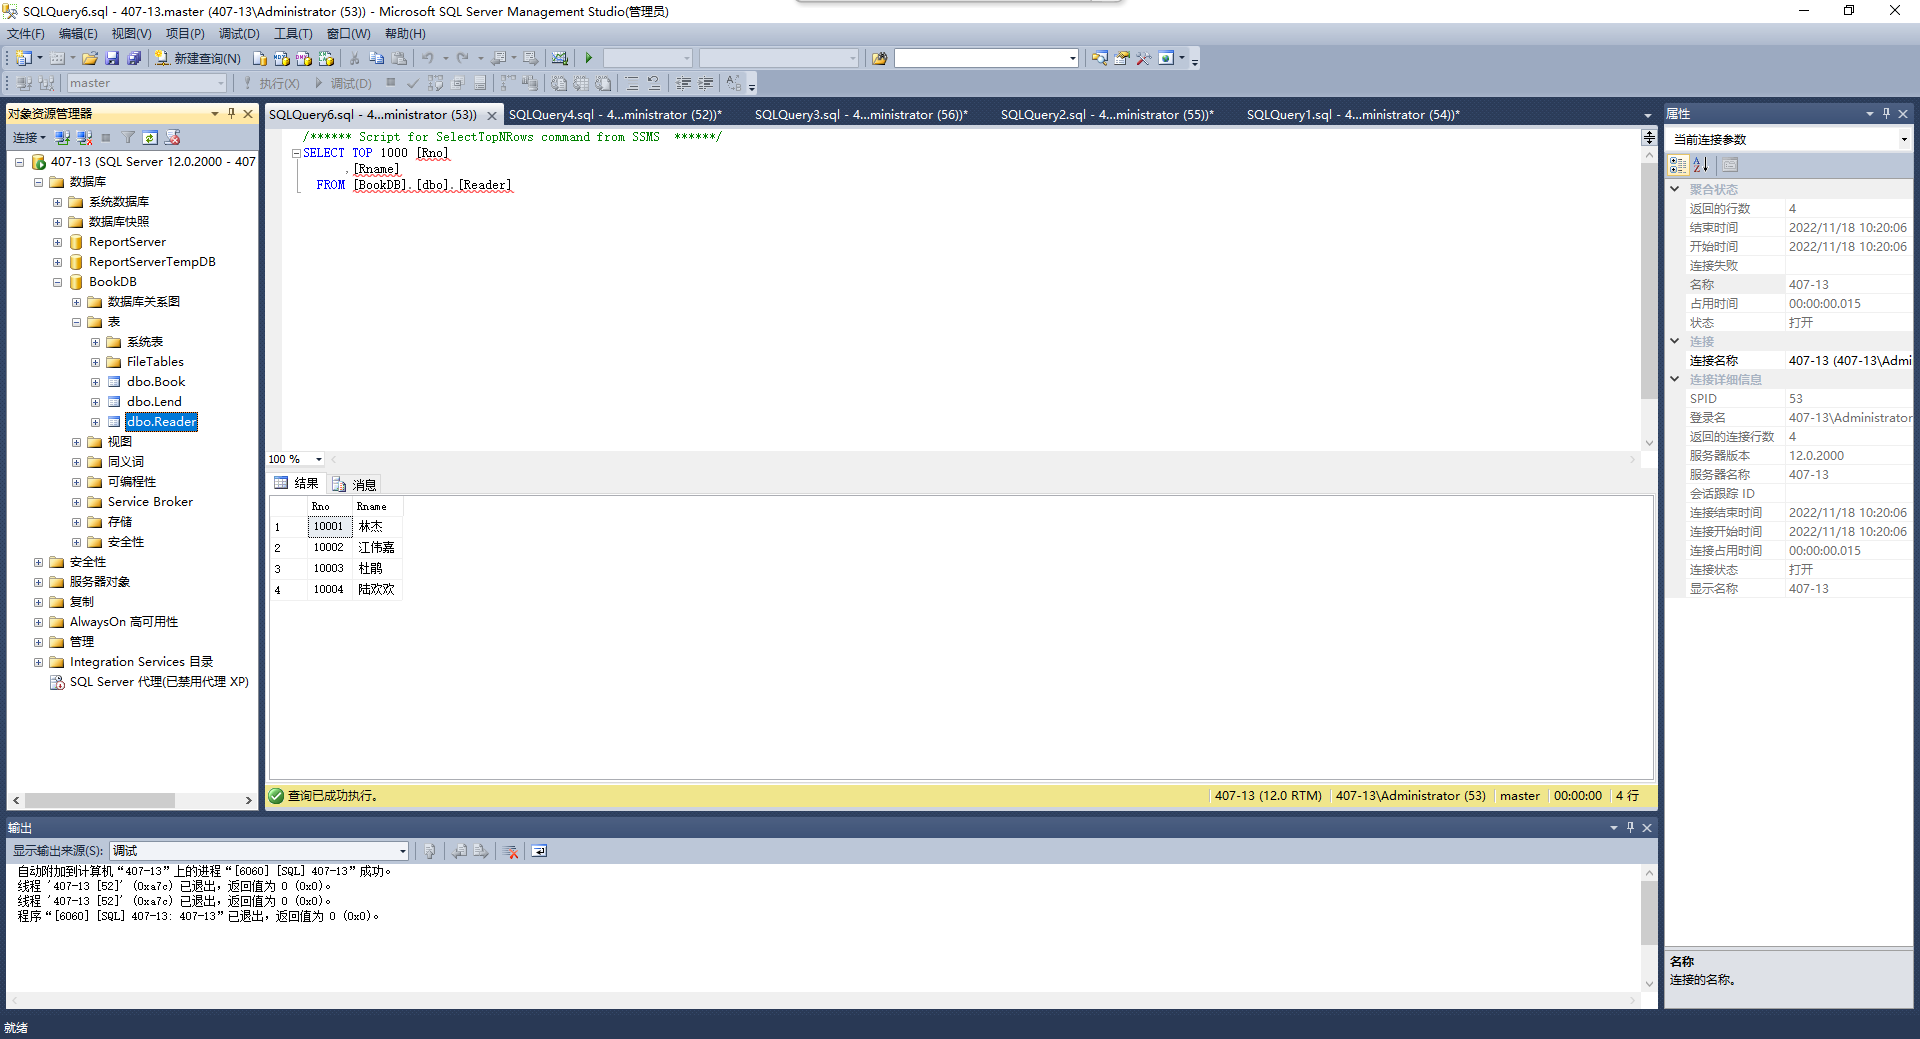 SQLQuery6.sql - 407-13.master (407-13\Administrator (53)) - Microsoft SQL Server Management Studio(管理员)
文件(F) 编辑(E) 视图(V) 项目(P) 调试(D) 工具(T) 窗口(W) 帮助(H)
新建查询(N)
master 执行(X) 调试(D)
对象资源管理器
连接
407-13 (SQL Server 12.0.2000 - 407
数据库
系统数据库
数据库快照
ReportServer
ReportServerTempDB
BookDB
数据库关系图
表
系统表
FileTables
dbo.Book
dbo.Lend
dbo.Reader
视图
同义词
可编程性
Service Broker
存储
安全性
安全性
服务器对象
复制
AlwaysOn 高可用性
管理
Integration Services 目录
SQL Server 代理(已禁用代理 XP)
SQLQuery6.sql - 4...ministrator (53)) SQLQuery4.sql - 4...ministrator (52))* SQLQuery3.sql - 4...ministrator (56))* SQLQuery2.sql - 4...ministrator (55))* SQLQuery1.sql - 4...ministrator (54))*
/****** Script for SelectTopNRows command from SSMS  ******/
SELECT TOP 1000 [Rno]
,[Rname]
FROM [BookDB].[dbo].[Reader]
100 %
结果 消息
Rno Rname
1 10001 林杰
2 10002 江伟嘉
3 10003 杜鹃
4 10004 陆欢欢
查询已成功执行。 407-13 (12.0 RTM) 407-13\Administrator (53) master 00:00:00 4 行
输出
显示输出来源(S): 调试
自动附加到计算机“407-13”上的进程“[6060] [SQL] 407-13”成功。
线程 '407-13 [52]' (0xa7c) 已退出，返回值为 0 (0x0)。
线程 '407-13 [52]' (0xa7c) 已退出，返回值为 0 (0x0)。
程序“[6060] [SQL] 407-13: 407-13”已退出，返回值为 0 (0x0)。
属性
当前连接参数
聚合状态
返回的行数 4
结束时间 2022/11/18 10:20:06
开始时间 2022/11/18 10:20:06
连接失败
名称 407-13
占用时间 00:00:00.015
状态 打开
连接
连接名称 407-13 (407-13\Admi
连接详细信息
SPID 53
登录名 407-13\Administrator
返回的连接行数 4
服务器版本 12.0.2000
服务器名称 407-13
会话跟踪 ID
连接结束时间 2022/11/18 10:20:06
连接开始时间 2022/11/18 10:20:06
连接占用时间 00:00:00.015
连接状态 打开
显示名称 407-13
名称
连接的名称。
就绪